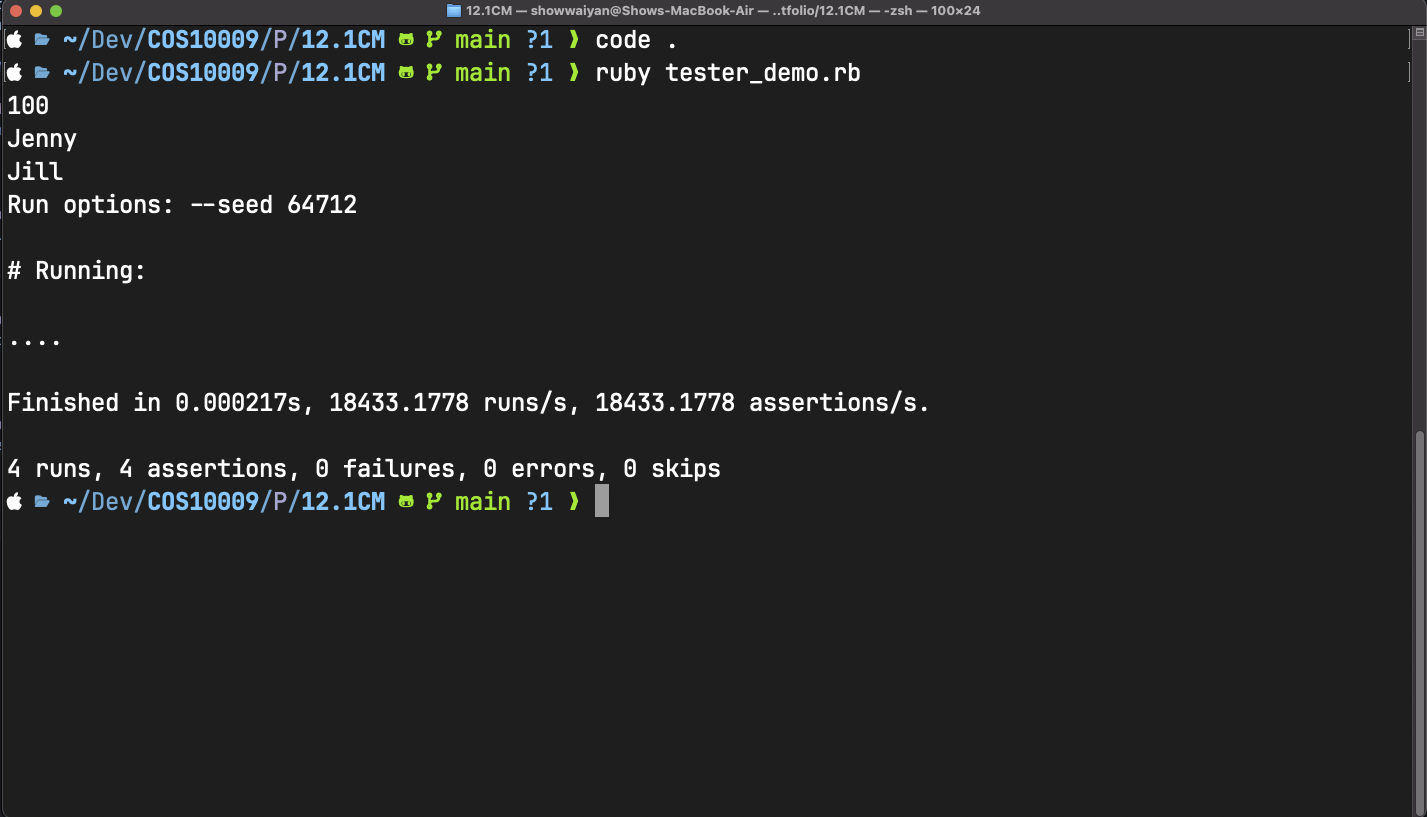 12.1CM — showwaiyan@Shows-MacBook-Air — ..tfolio/12.1CM — -zsh — 100×24
~/Dev/COS10009/P/12.1CM main ?1 ❯ code .
~/Dev/COS10009/P/12.1CM main ?1 ❯ ruby tester_demo.rb
100
Jenny
Jill
Run options: --seed 64712
# Running:
....
Finished in 0.000217s, 18433.1778 runs/s, 18433.1778 assertions/s.
4 runs, 4 assertions, 0 failures, 0 errors, 0 skips
~/Dev/COS10009/P/12.1CM main ?1 ❯